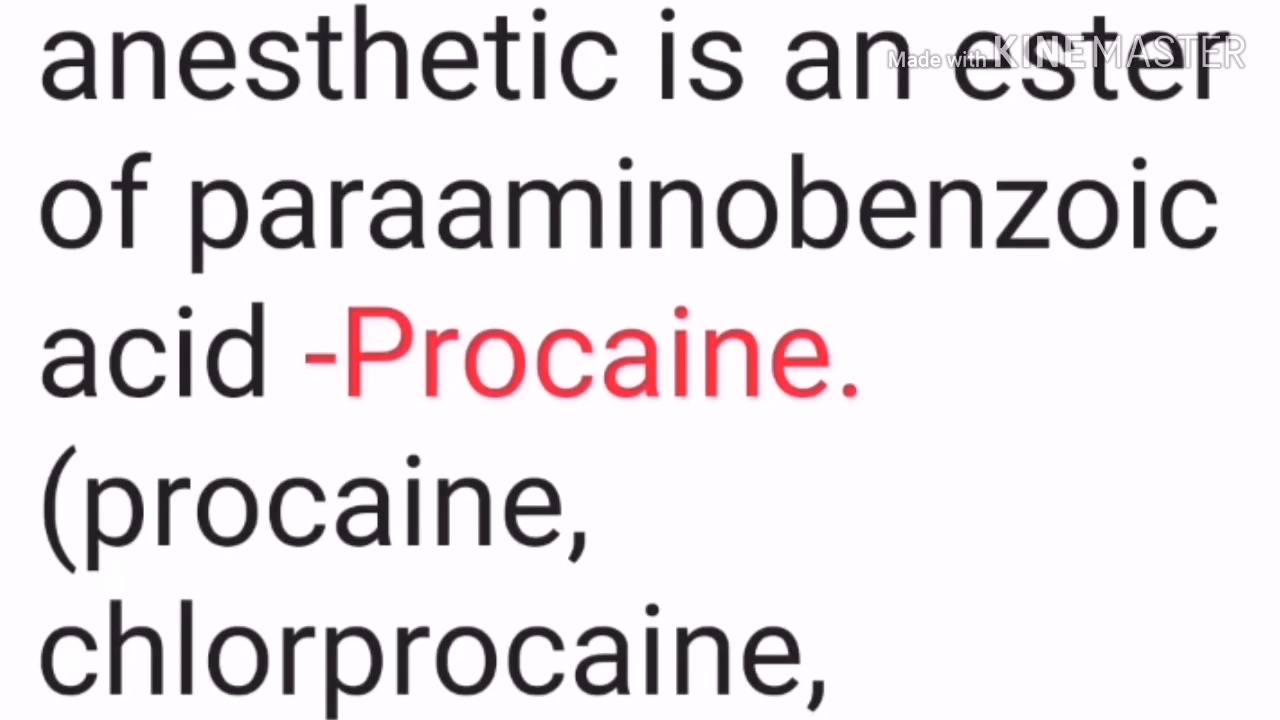 anesthetic is an ester
Made with KINEMASTER
of paraaminobenzoic
acid -Procaine.
(procaine,
chlorprocaine,